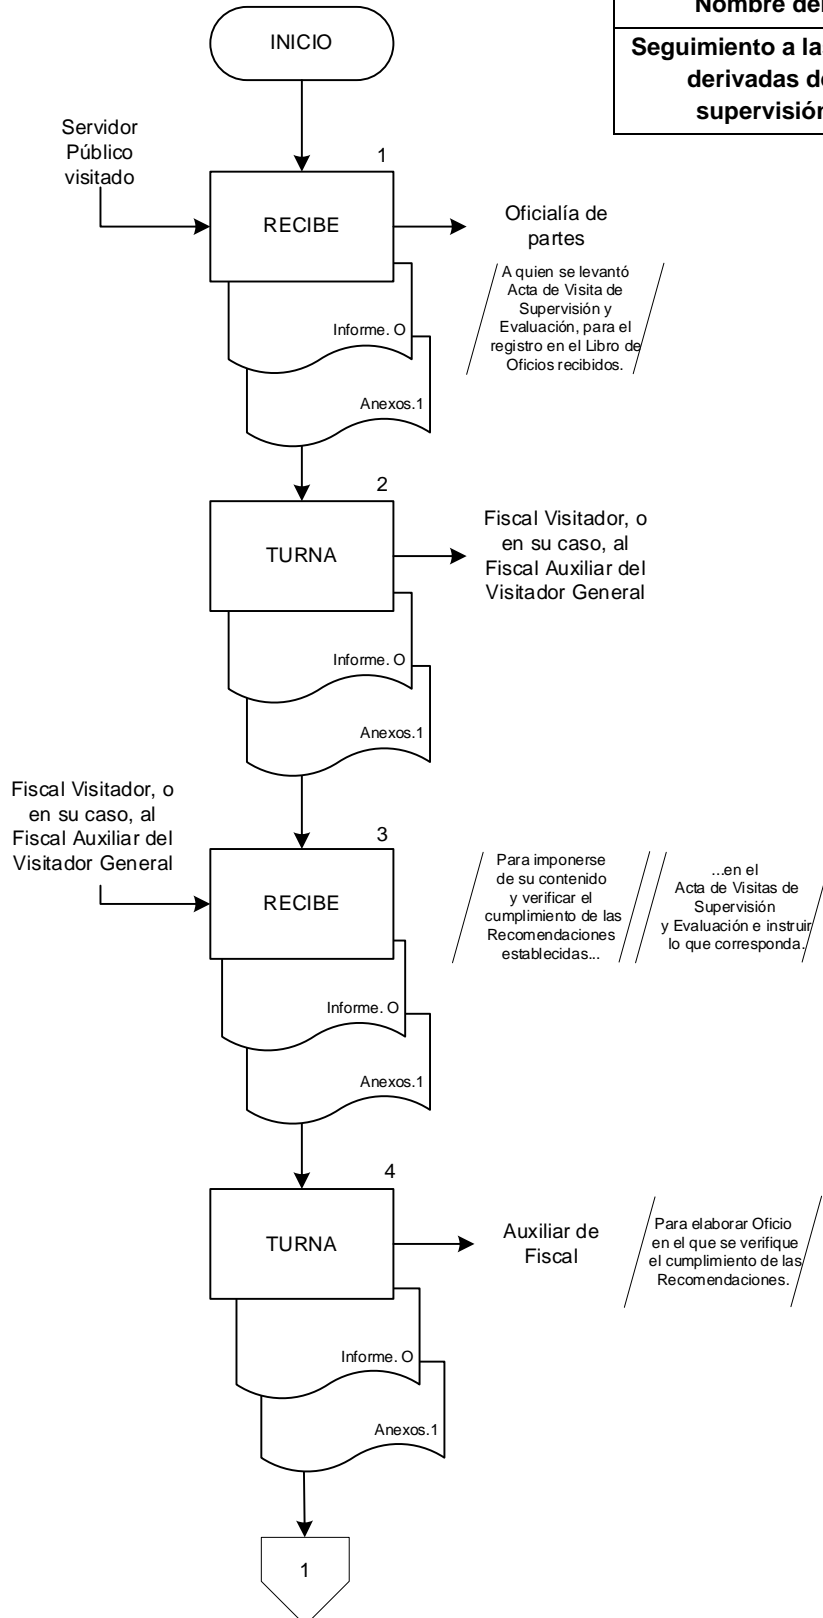 Nombre del
Seguimiento a las
derivadas de
supervisión
INICIO
Servidor
Público
visitado
1
RECIBE
Oficialía de
partes
A quien se levantó
Acta de Visita de
Supervisión y
Evaluación, para el
registro en el Libro de
Oficios recibidos.
Informe. O
Anexos.1
2
TURNA
Fiscal Visitador, o
en su caso, al
Fiscal Auxiliar del
Visitador General
Informe. O
Anexos.1
Fiscal Visitador, o
en su caso, al
Fiscal Auxiliar del
Visitador General
3
RECIBE
Para imponerse
de su contenido
y verificar el
cumplimiento de las
Recomendaciones
establecidas...
...en el
Acta de Visitas de
Supervisión
y Evaluación e instruir
lo que corresponda.
Informe. O
Anexos.1
4
TURNA
Auxiliar de
Fiscal
Para elaborar Oficio
en el que se verifique
el cumplimiento de las
Recomendaciones.
Informe. O
Anexos.1
1